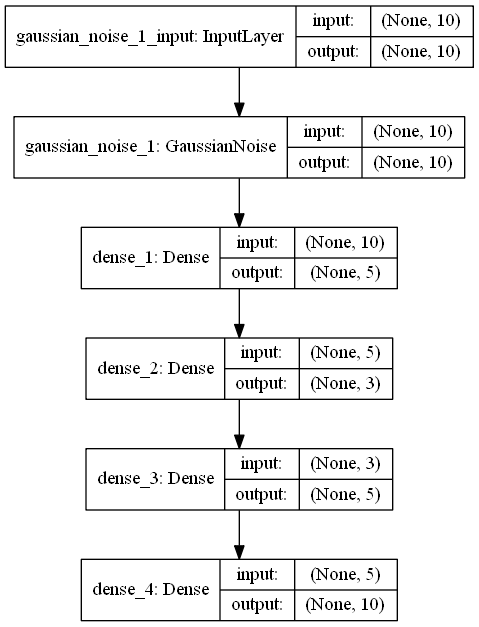 gaussian_noise_1_input: InputLayer
input: (None, 10)
output: (None, 10)
gaussian_noise_1: GaussianNoise
input: (None, 10)
output: (None, 10)
dense_1: Dense
input: (None, 10)
output: (None, 5)
dense_2: Dense
input: (None, 5)
output: (None, 3)
dense_3: Dense
input: (None, 3)
output: (None, 5)
dense_4: Dense
input: (None, 5)
output: (None, 10)